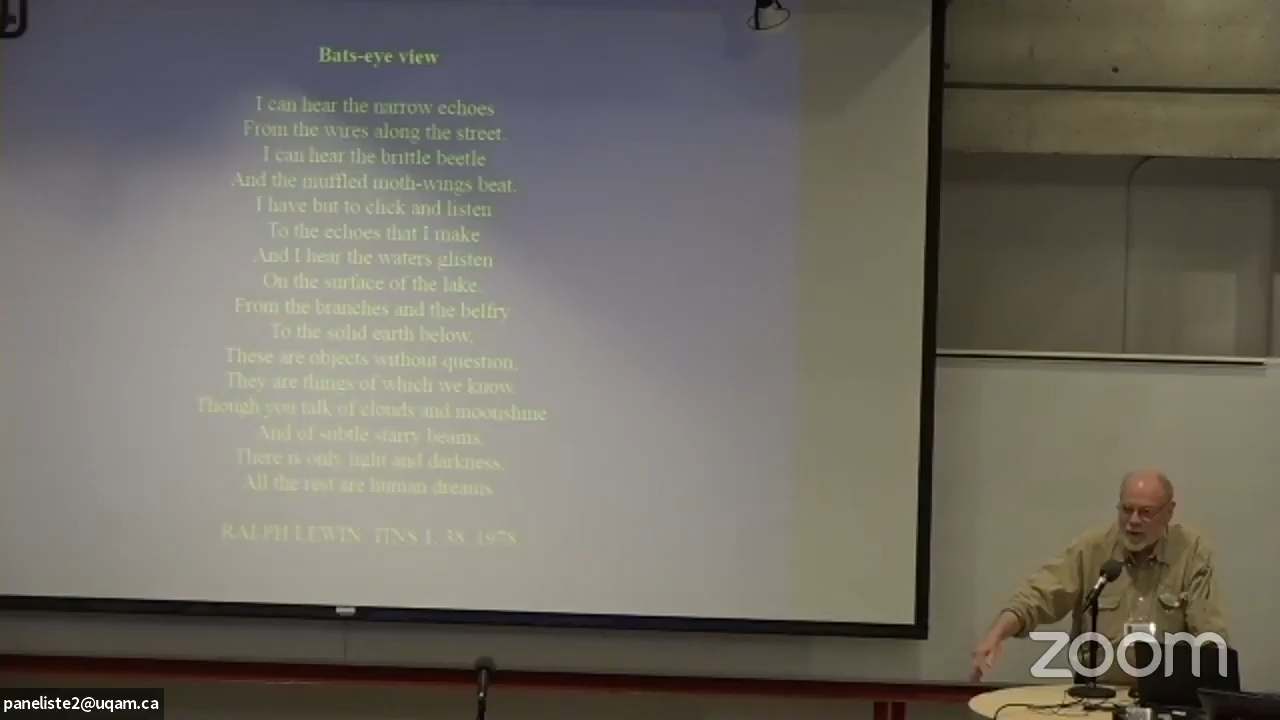 Bats-eye view
I can hear the narrow echoes
From the wires along the street.
I can hear the brittle beetle
And the muffled moth-wings beat.
I have but to click and listen
To the echoes that I make
And I hear the waters glisten
On the surface of the lake.
From the branches and the belfry
To the solid earth below.
These are objects without question.
They are things of which we know.
Though you talk of clouds and moonshine
And of subtle starry beams.
There is only light and darkness.
All the rest are human dreams
RALPH LEWIN. TINS 1. 38. 1978
zoom
paneliste2@uqam.ca